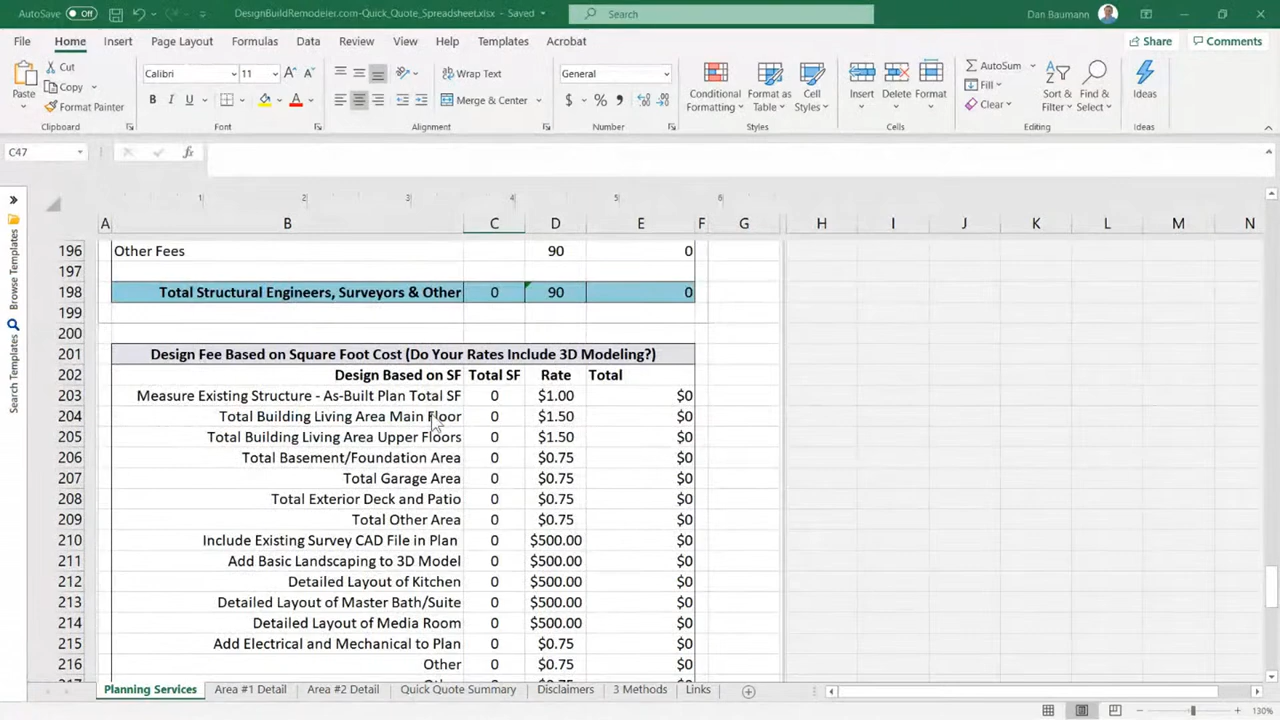 AutoSave Off DesignBuildRemodeler.com-Quick_Quote_Spreadsheet.xlsx - Saved Search Dan Baumann
File Home Insert Page Layout Formulas Data Review View Help Templates Acrobat Share Comments
Paste Cut Copy Format Painter Clipboard
Calibri 11 B I U A Font
Wrap Text Merge & Center Alignment
General $ % Number
Conditional Formatting Format as Table Cell Styles Styles
Insert Delete Format Cells
AutoSum Fill Clear Sort & Filter Find & Select Editing
Ideas Ideas
C47 fx
1 2 3 4 5 6
A B C D E F G H I J K L M N
196 Other Fees 90 0
197
198 Total Structural Engineers, Surveyors & Other 0 90 0
199
200
201 Design Fee Based on Square Foot Cost (Do Your Rates Include 3D Modeling?)
202 Design Based on SF Total SF Rate Total
203 Measure Existing Structure - As-Built Plan Total SF 0 $1.00 $0
204 Total Building Living Area Main Floor 0 $1.50 $0
205 Total Building Living Area Upper Floors 0 $1.50 $0
206 Total Basement/Foundation Area 0 $0.75 $0
207 Total Garage Area 0 $0.75 $0
208 Total Exterior Deck and Patio 0 $0.75 $0
209 Total Other Area 0 $0.75 $0
210 Include Existing Survey CAD File in Plan 0 $500.00 $0
211 Add Basic Landscaping to 3D Model 0 $500.00 $0
212 Detailed Layout of Kitchen 0 $500.00 $0
213 Detailed Layout of Master Bath/Suite 0 $500.00 $0
214 Detailed Layout of Media Room 0 $500.00 $0
215 Add Electrical and Mechanical to Plan 0 $0.75 $0
216 Other 0 $0.75 $0
Browse Templates
Search Templates
Planning Services Area #1 Detail Area #2 Detail Quick Quote Summary Disclaimers 3 Methods Links
130%